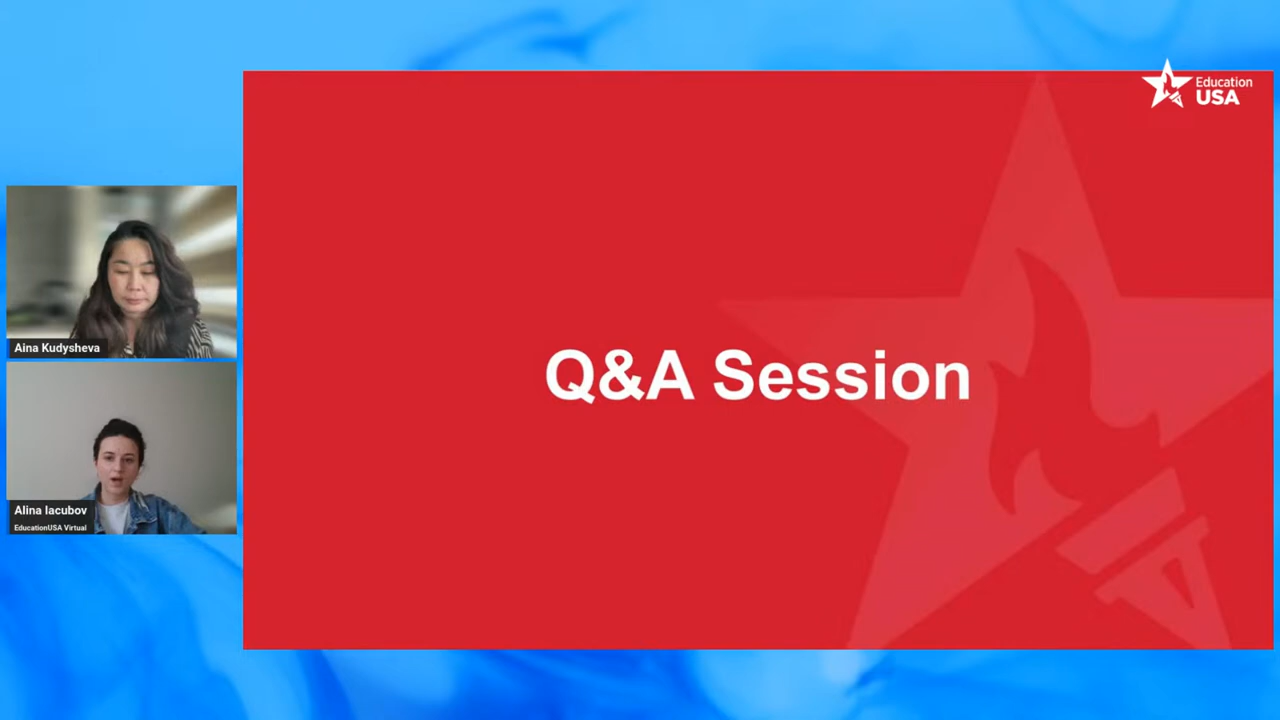 Education
USA
Aina Kudysheva
Alina Iacubov
EducationUSA Virtual
Q&A Session